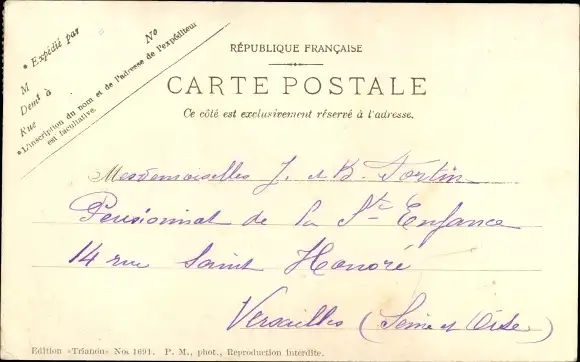 * Expédié par
M
Demt à
Rue
No
*L'inscription du nom et de l'adresse de l'expéditeur
est facultative.
RÉPUBLIQUE FRANÇAISE
CARTE POSTALE
Ce côté est exclusivement réservé à l'adresse.
Mesdemoiselles J. et B. Fortin
Pensionnat de la Ste Enfance
14 rue Saint Honoré
Versailles (Seine et Oise)
Edition «Trianon» No. 1691. P. M., phot., Reproduction interdite.